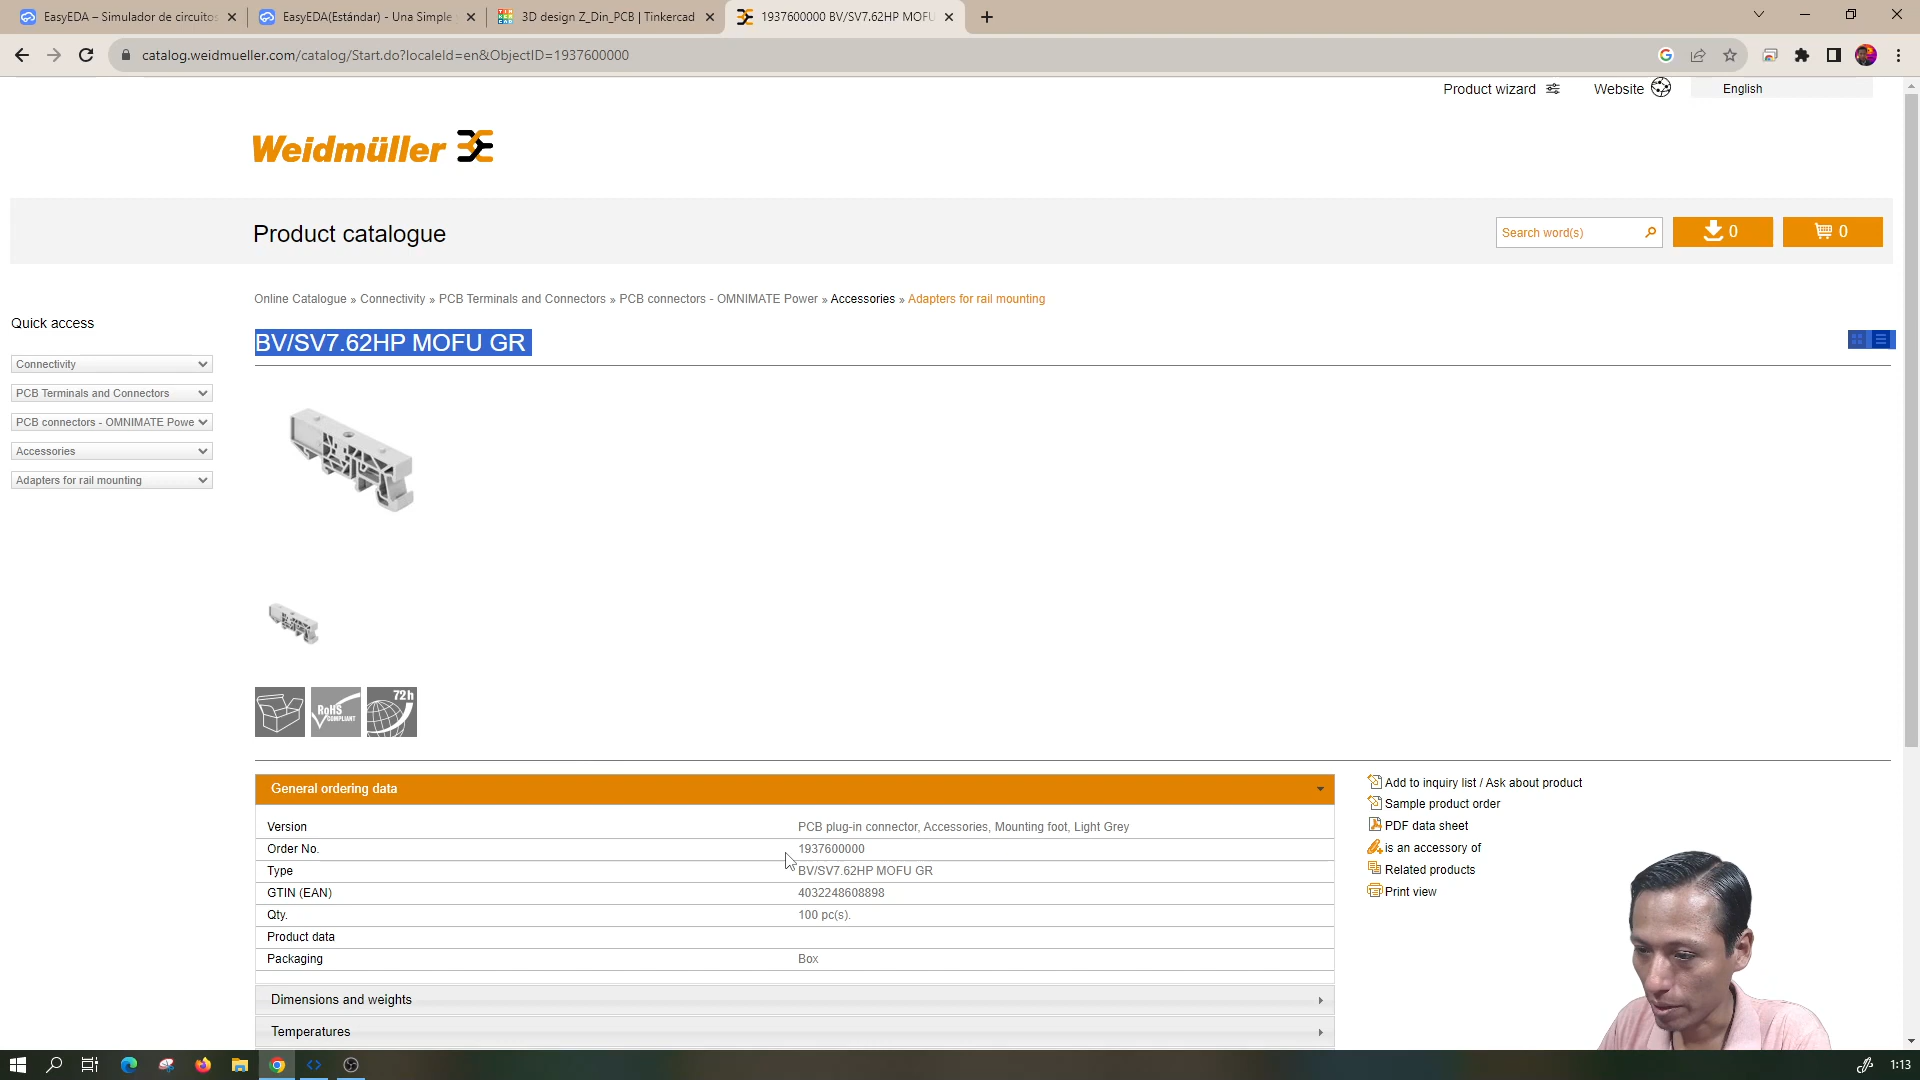 EasyEDA – Simulador de circuitos
EasyEDA(Estándar) - Una Simple
3D design Z_Din_PCB | Tinkercad
1937600000 BV/SV7.62HP MOFU
catalog.weidmueller.com/catalog/Start.do?localeId=en&ObjectID=1937600000
Product wizard
Website
English
Weidmüller
Product catalogue
Search word(s)
0
0
Online Catalogue » Connectivity » PCB Terminals and Connectors » PCB connectors - OMNIMATE Power » Accessories » Adapters for rail mounting
Quick access
BV/SV7.62HP MOFU GR
Connectivity
PCB Terminals and Connectors
PCB connectors - OMNIMATE Powe
Accessories
Adapters for rail mounting
RoHS
COMPLIANT
72h
General ordering data
Version PCB plug-in connector, Accessories, Mounting foot, Light Grey
Order No. 1937600000
Type BV/SV7.62HP MOFU GR
GTIN (EAN) 4032248608898
Qty. 100 pc(s).
Product data
Packaging Box
Dimensions and weights
Temperatures
Add to inquiry list / Ask about product
Sample product order
PDF data sheet
is an accessory of
Related products
Print view
1:13